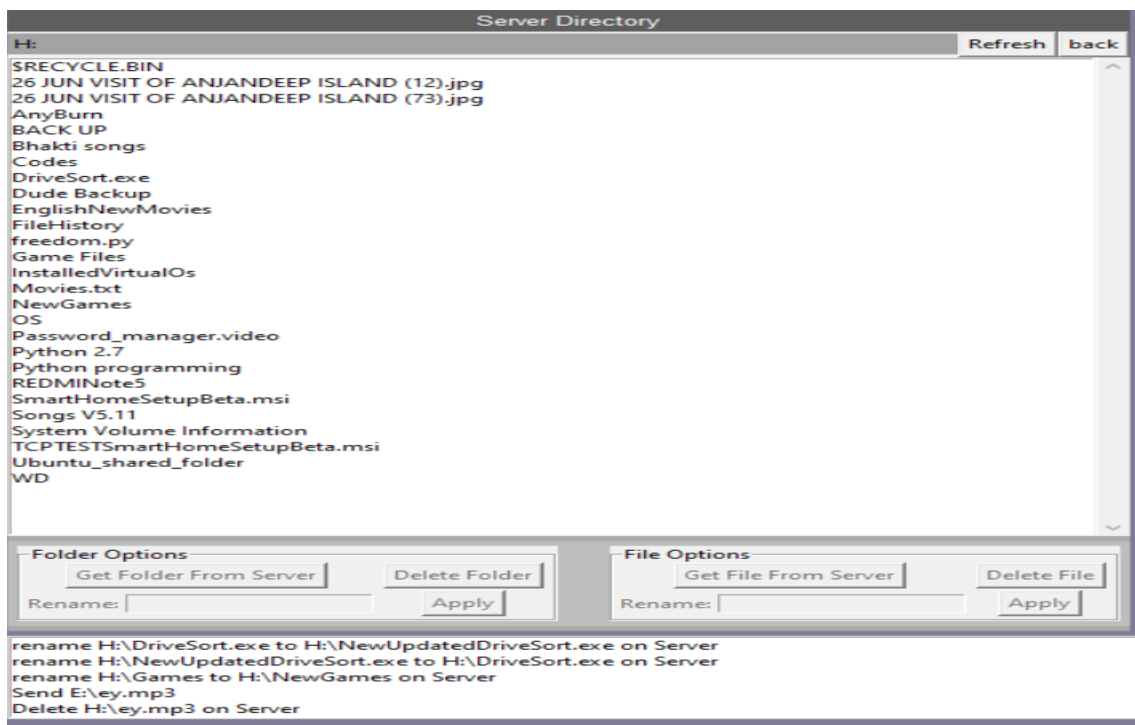 Server Directory
H:
Refresh back
$RECYCLE.BIN
26 JUN VISIT OF ANJANDEEP ISLAND (12).jpg
26 JUN VISIT OF ANJANDEEP ISLAND (73).jpg
AnyBurn
BACK UP
Bhakti songs
Codes
DriveSort.exe
Dude Backup
EnglishNewMovies
FileHistory
freedom.py
Game Files
InstalledVirtualOs
Movies.txt
NewGames
OS
Password_manager.video
Python 2.7
Python programming
REDMINote5
SmartHomeSetupBeta.msi
Songs V5.11
System Volume Information
TCPTESTSmartHomeSetupBeta.msi
Ubuntu_shared_folder
WD
Folder Options
Get Folder From Server Delete Folder
Rename: Apply
File Options
Get File From Server Delete File
Rename: Apply
rename H:\DriveSort.exe to H:\NewUpdatedDriveSort.exe on Server
rename H:\NewUpdatedDriveSort.exe to H:\DriveSort.exe on Server
rename H:\Games to H:\NewGames on Server
Send E:\ey.mp3
Delete H:\ey.mp3 on Server